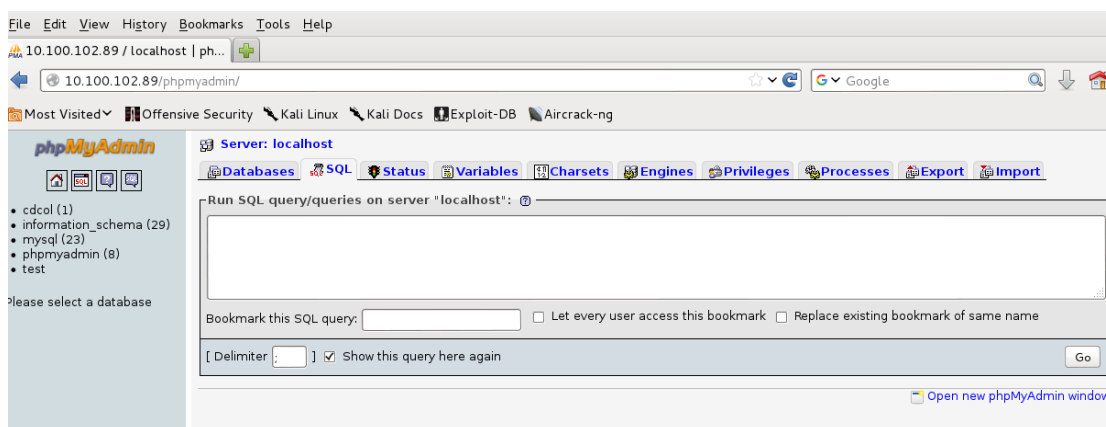 File Edit View History Bookmarks Tools Help
10.100.102.89 / localhost | ph...
10.100.102.89/phpmyadmin/
Google
Most Visited Offensive Security Kali Linux Kali Docs Exploit-DB Aircrack-ng
phpMyAdmin
SQL
cdcol (1)
information_schema (29)
mysql (23)
phpmyadmin (8)
test
Please select a database
Server: localhost
Databases SQL Status Variables Charsets Engines Privileges Processes Export Import
Run SQL query/queries on server "localhost":
Bookmark this SQL query: Let every user access this bookmark Replace existing bookmark of same name
[ Delimiter ; ] Show this query here again Go
Open new phpMyAdmin window